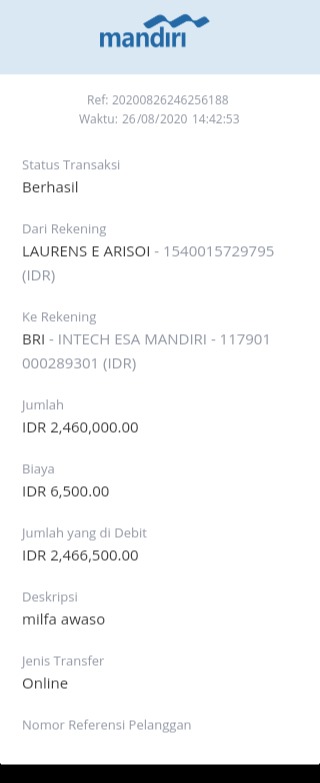 mandiri
Ref: 20200826246256188
Waktu: 26/08/2020 14:42:53
Status Transaksi
Berhasil
Dari Rekening
LAURENS E ARISOI - 1540015729795
(IDR)
Ke Rekening
BRI - INTECH ESA MANDIRI - 117901
000289301 (IDR)
Jumlah
IDR 2,460,000.00
Biaya
IDR 6,500.00
Jumlah yang di Debit
IDR 2,466,500.00
Deskripsi
milfa awaso
Jenis Transfer
Online
Nomor Referensi Pelanggan